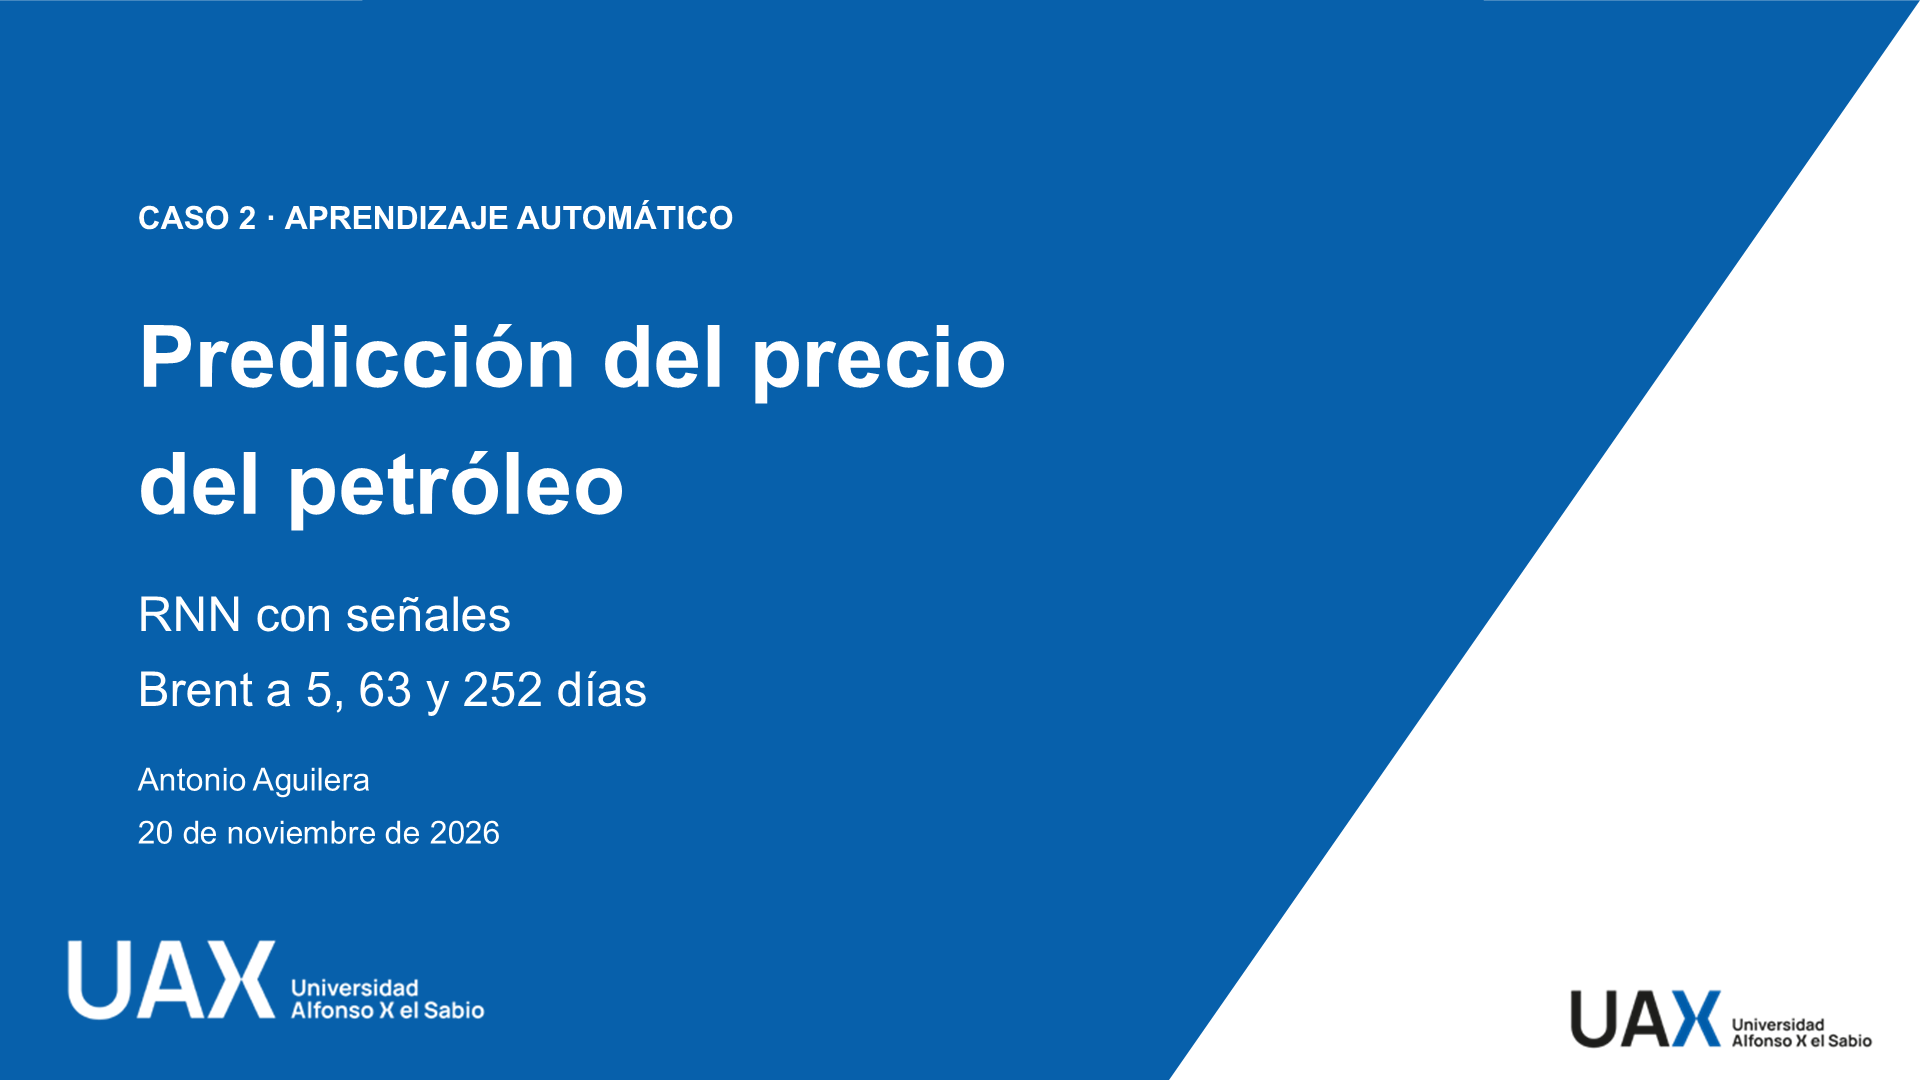 CASO 2 · APRENDIZAJE AUTOMÁTICO
Predicción del precio
del petróleo
RNN con señales
Brent a 5, 63 y 252 días
Antonio Aguilera
20 de noviembre de 2026
UAX Universidad
Alfonso X el Sabio
UAX Universidad
Alfonso X el Sabio